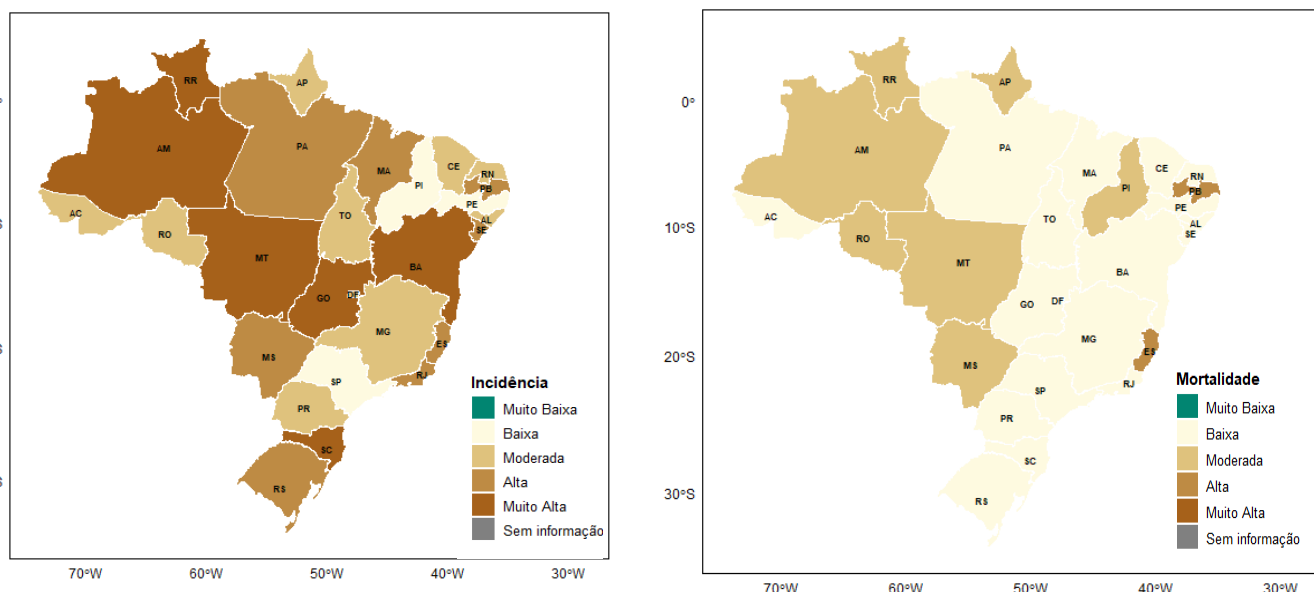 RR
AP
AM
PA
MA
CE
RN
PI
PB
PE
AC
AL
TO
SE
RO
MT
BA
GO
DF
MG
MS
ES
SP
RJ
PR
SC
RS
Incidência
Muito Baixa
Baixa
Moderada
Alta
Muito Alta
Sem informação
70°W
60°W
50°W
40°W
30°W
0°
10°S
20°S
30°S
RR
AP
AM
PA
MA
CE
RN
PI
PB
PE
AC
AL
TO
SE
RO
MT
BA
GO
DF
MG
MS
ES
RJ
SP
PR
SC
RS
Mortalidade
Muito Baixa
Baixa
Moderada
Alta
Muito Alta
Sem informação
70°W
60°W
50°W
40°W
30°W